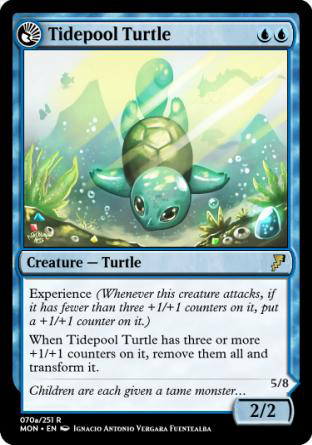 Tidepool Turtle
Creature — Turtle
Experience (Whenever this creature attacks, if
it has fewer than three +1/+1 counters on it, put
a +1/+1 counter on it.)
When Tidepool Turtle has three or more
+1/+1 counters on it, remove them all and
transform it.
Children are each given a tame monster...
5/8
2/2
070a/251 R
MON • EN Ignacio Antonio Vergara Fuentealba